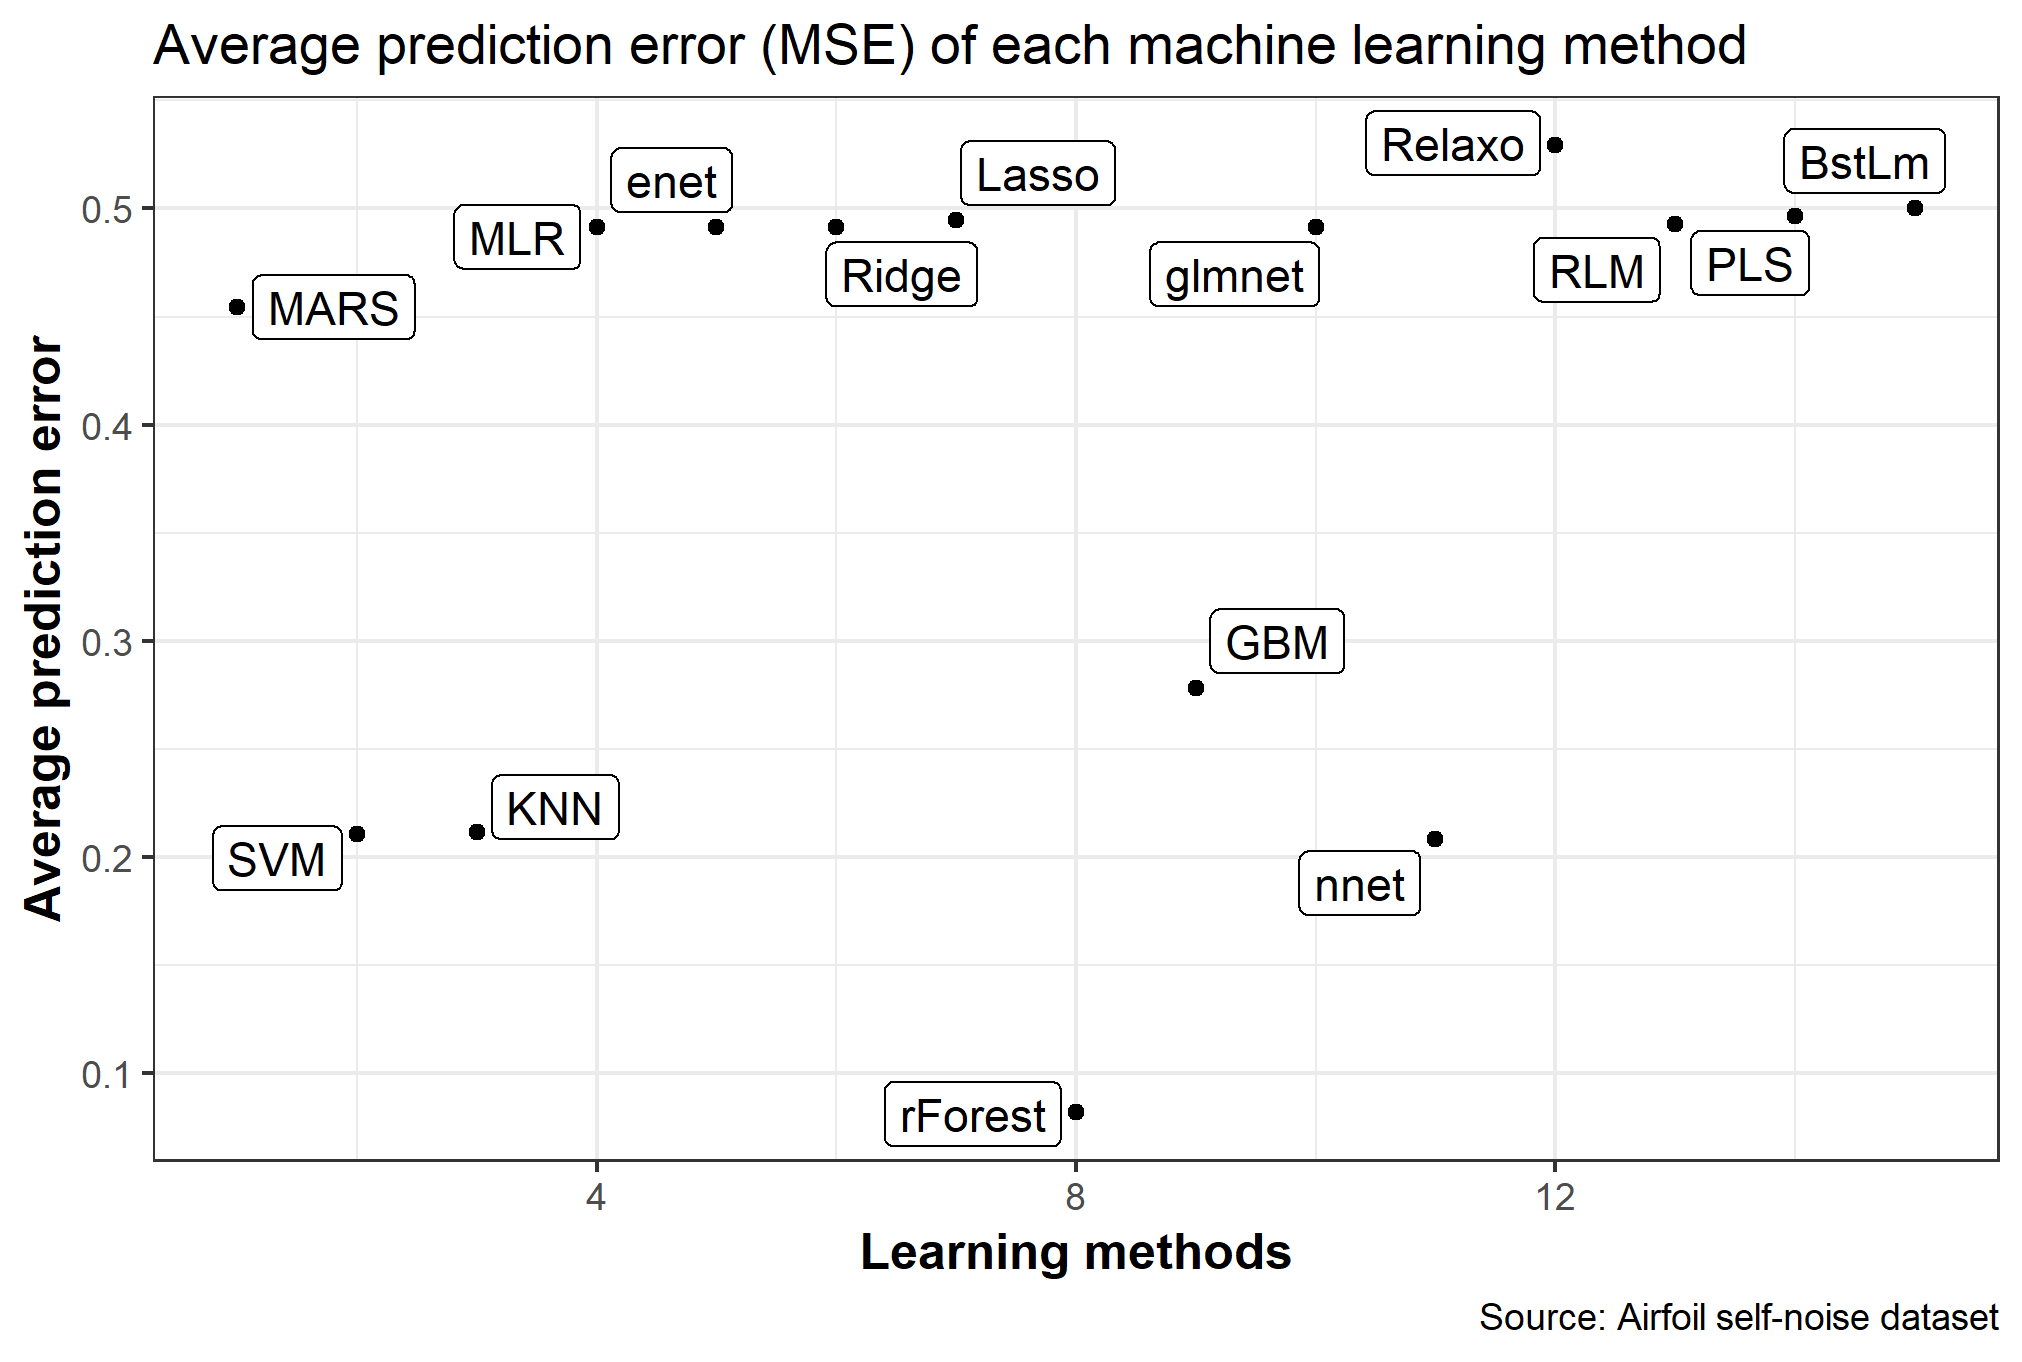 Average prediction error (MSE) of each machine learning method
Average prediction error
0.5
0.4
0.3
0.2
0.1
Relaxo
BstLm
Lasso
enet
MLR
Ridge
glmnet
RLM
PLS
MARS
GBM
KNN
SVM
nnet
rForest
4
8
12
Learning methods
Source: Airfoil self-noise dataset